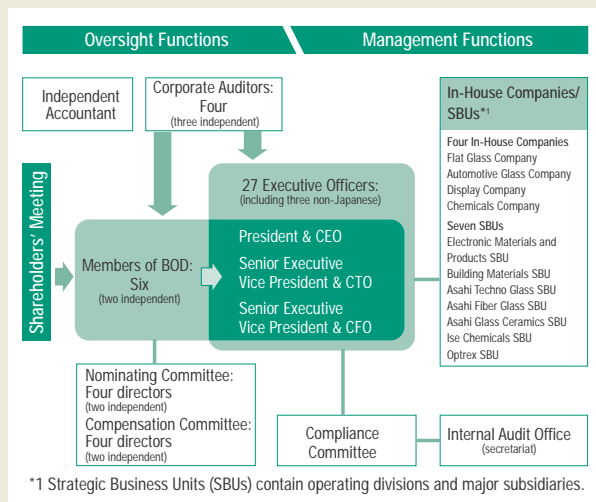 Oversight Functions
Management Functions
Independent
Accountant
Corporate Auditors:
Four
(three independent)
In-House Companies/
SBUs*1
Four In-House Companies
Flat Glass Company
Automotive Glass Company
Display Company
Chemicals Company
Seven SBUs
Electronic Materials and
Products SBU
Building Materials SBU
Asahi Techno Glass SBU
Asahi Fiber Glass SBU
Asahi Glass Ceramics SBU
Ise Chemicals SBU
Optrex SBU
Shareholders' Meeting
27 Executive Officers:
(including three non-Japanese)
President & CEO
Senior Executive
Vice President & CTO
Senior Executive
Vice President & CFO
Members of BOD:
Six
(two independent)
Nominating Committee:
Four directors
(two independent)
Compensation Committee:
Four directors
(two independent)
Compliance
Committee
Internal Audit Office
(secretariat)
*1 Strategic Business Units (SBUs) contain operating divisions and major subsidiaries.